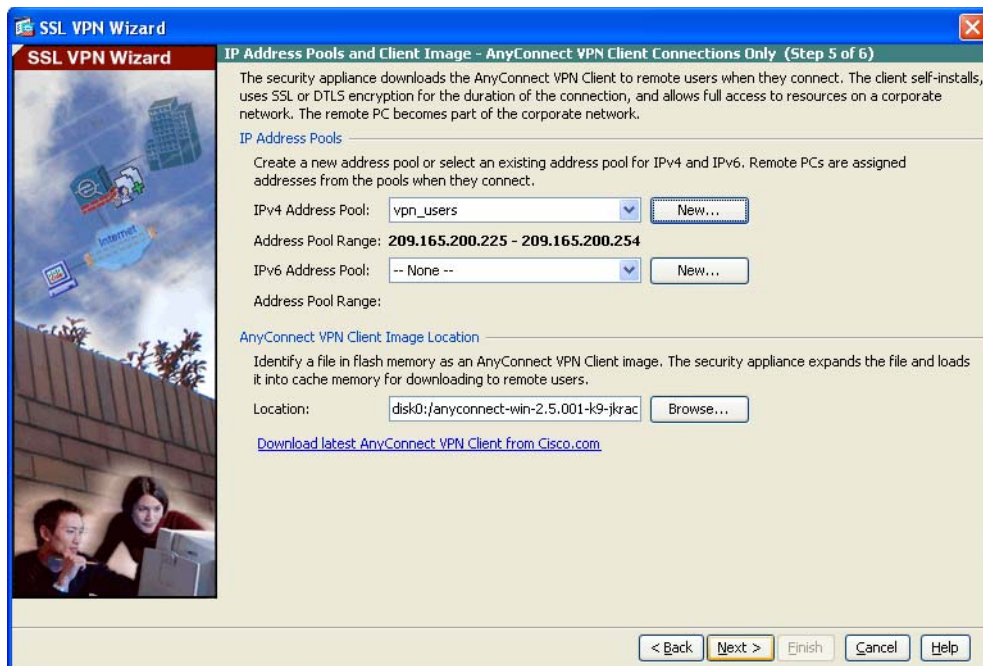 SSL VPN Wizard
SSL VPN Wizard
Internet
IP Address Pools and Client Image - AnyConnect VPN Client Connections Only (Step 5 of 6)
The security appliance downloads the AnyConnect VPN Client to remote users when they connect. The client self-installs,
uses SSL or DTLS encryption for the duration of the connection, and allows full access to resources on a corporate
network. The remote PC becomes part of the corporate network.
IP Address Pools
Create a new address pool or select an existing address pool for IPv4 and IPv6. Remote PCs are assigned
addresses from the pools when they connect.
IPv4 Address Pool: vpn_users New...
Address Pool Range: 209.165.200.225 - 209.165.200.254
IPv6 Address Pool: -- None -- New...
Address Pool Range:
AnyConnect VPN Client Image Location
Identify a file in flash memory as an AnyConnect VPN Client image. The security appliance expands the file and loads
it into cache memory for downloading to remote users.
Location: disk0:/anyconnect-win-2.5.001-k9-jkrac Browse...
Download latest AnyConnect VPN Client from Cisco.com
< Back Next > Finish Cancel Help